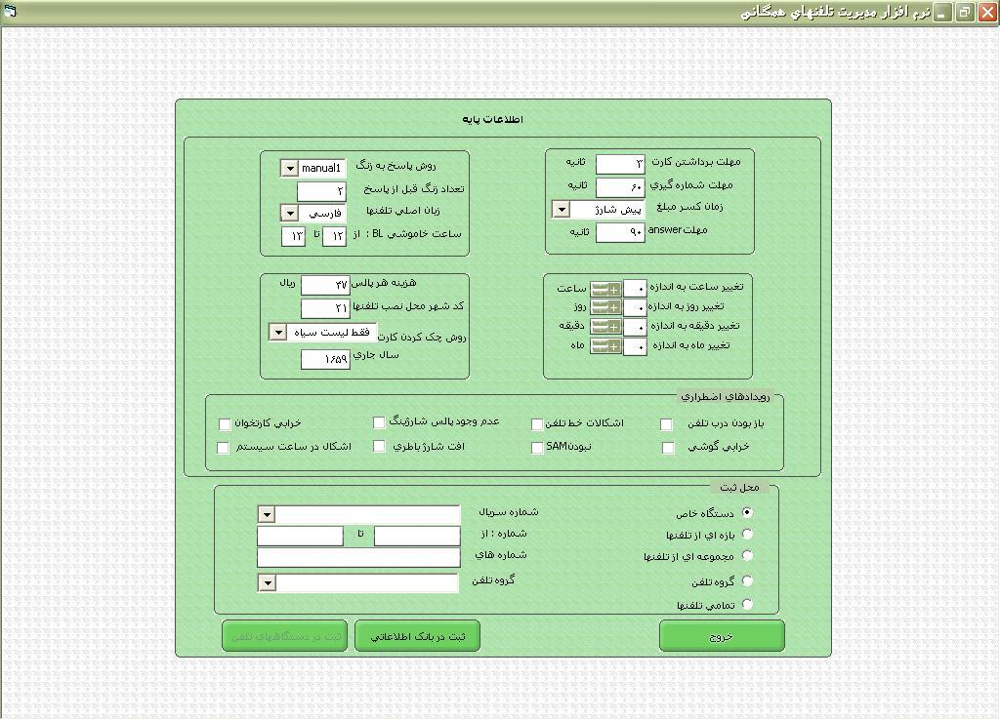 نرم افزار مديريت تلفنهاي همگاني
اطلاعات پايه
مهلت برداشتن کارت ۳ ثانيه
مهلت شماره گيري ۶۰ ثانيه
زمان کسر مبلغ پيش شارژ
مهلت answer ۹۰ ثانيه
روش پاسخ به زنگ manual1
تعداد زنگ قبل از پاسخ ۲
زبان اصلي تلفنها فارسي
ساعت خاموشي BL : از ۱۲ تا ۱۳
تغيير ساعت به اندازه ۰ ساعت
تغيير روز به اندازه ۰ روز
تغيير دقيقه به اندازه ۰ دقيقه
تغيير ماه به اندازه ۰ ماه
هزينه هر پالس ۴۷ ريال
کد شهر محل نصب تلفنها ۲۱
روش چک کردن کارت فقط ليست سياه
سال جاري ۱۶۵۹
رويدادهاي اضطراري
باز بودن درب تلفن اشکالات خط تلفن عدم وجود پالس شارژينگ خرابي کارتخوان
خرابي گوشي نبودن SAM افت شارژ باطري اشکال در ساعت سيستم
محل ثبت
دستگاه خاص شماره سريال
بازه اي از تلفنها شماره : از تا
مجموعه اي از تلفنها شماره هاي
گروه تلفن گروه تلفن
تمامي تلفنها
خروج ثبت در بانک اطلاعاتي ثبت در دستگاههاي تلفن